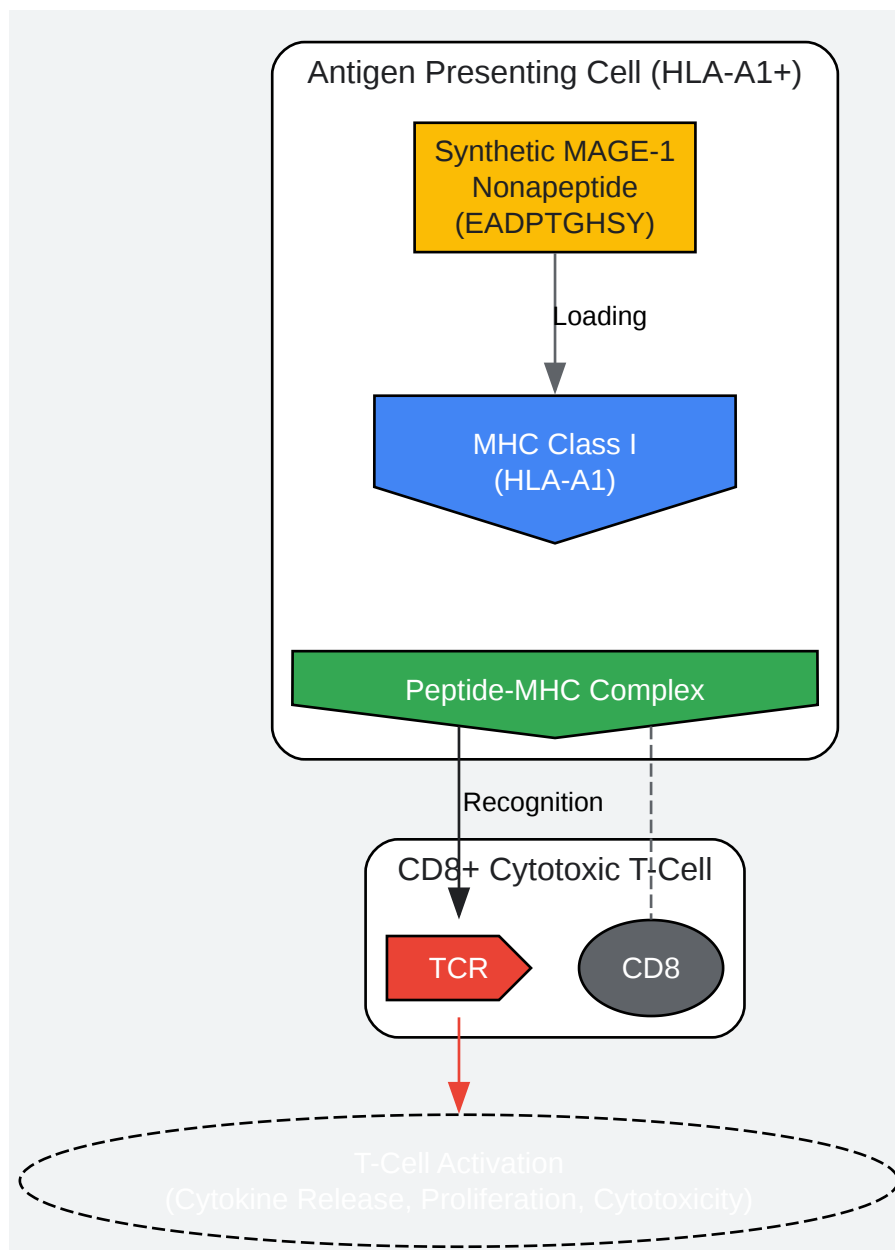 Antigen Presenting Cell (HLA-A1+)
Synthetic MAGE-1
Nonapeptide
(EADPTGHSY)
Loading
MHC Class I
(HLA-A1)
Peptide-MHC Complex
Recognition
CD8+ Cytotoxic T-Cell
TCR
CD8
T-Cell Activation
(Cytokine Release, Proliferation, Cytotoxicity)